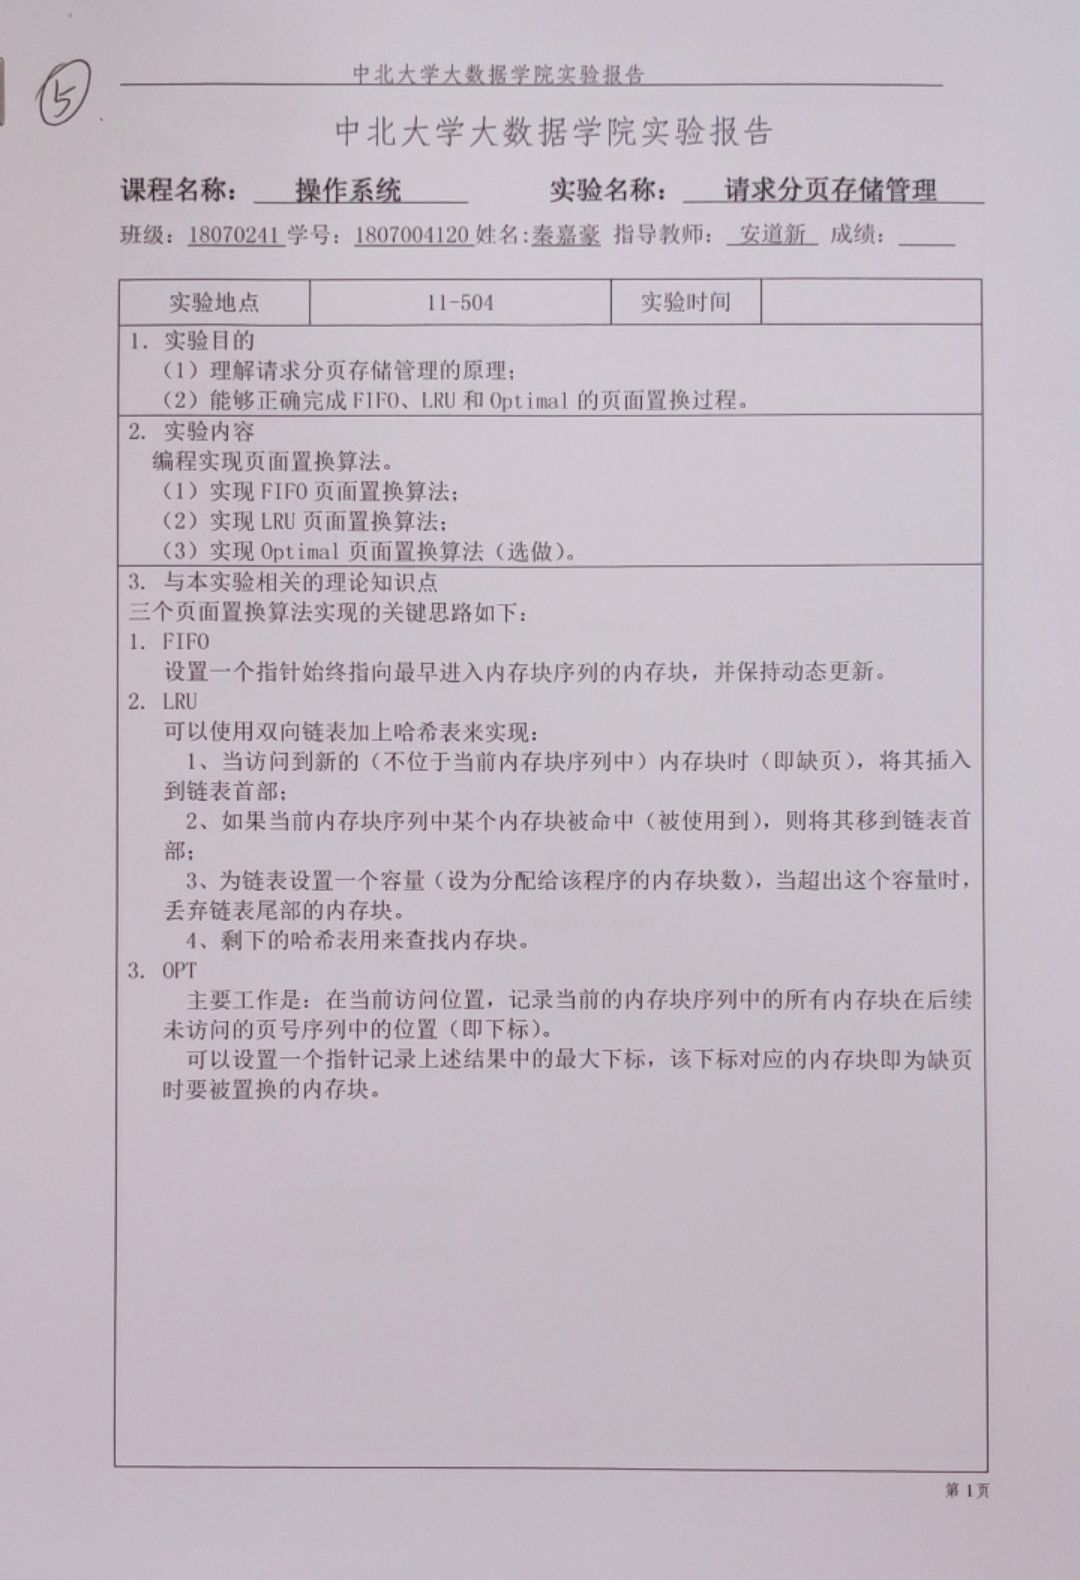 ⑤
中北大学大数据学院实验报告
中北大学大数据学院实验报告
课程名称： 操作系统 实验名称： 请求分页存储管理
班级：18070241 学号：1807004120 姓名:秦嘉豪 指导教师： 安道新 成绩：
实验地点 11-504 实验时间
1. 实验目的
（1）理解请求分页存储管理的原理；
（2）能够正确完成 FIFO、LRU 和 Optimal 的页面置换过程。
2. 实验内容
编程实现页面置换算法。
（1）实现 FIFO 页面置换算法；
（2）实现 LRU 页面置换算法；
（3）实现 Optimal 页面置换算法（选做）。
3. 与本实验相关的理论知识点
三个页面置换算法实现的关键思路如下：
1. FIFO
设置一个指针始终指向最早进入内存块序列的内存块，并保持动态更新。
2. LRU
可以使用双向链表加上哈希表来实现：
1、当访问到新的（不位于当前内存块序列中）内存块时（即缺页），将其插入
到链表首部；
2、如果当前内存块序列中某个内存块被命中（被使用到），则将其移到链表首
部；
3、为链表设置一个容量（设为分配给该程序的内存块数），当超出这个容量时，
丢弃链表尾部的内存块。
4、剩下的哈希表用来查找内存块。
3. OPT
主要工作是：在当前访问位置，记录当前的内存块序列中的所有内存块在后续
未访问的页号序列中的位置（即下标）。
可以设置一个指针记录上述结果中的最大下标，该下标对应的内存块即为缺页
时要被置换的内存块。
第 1页